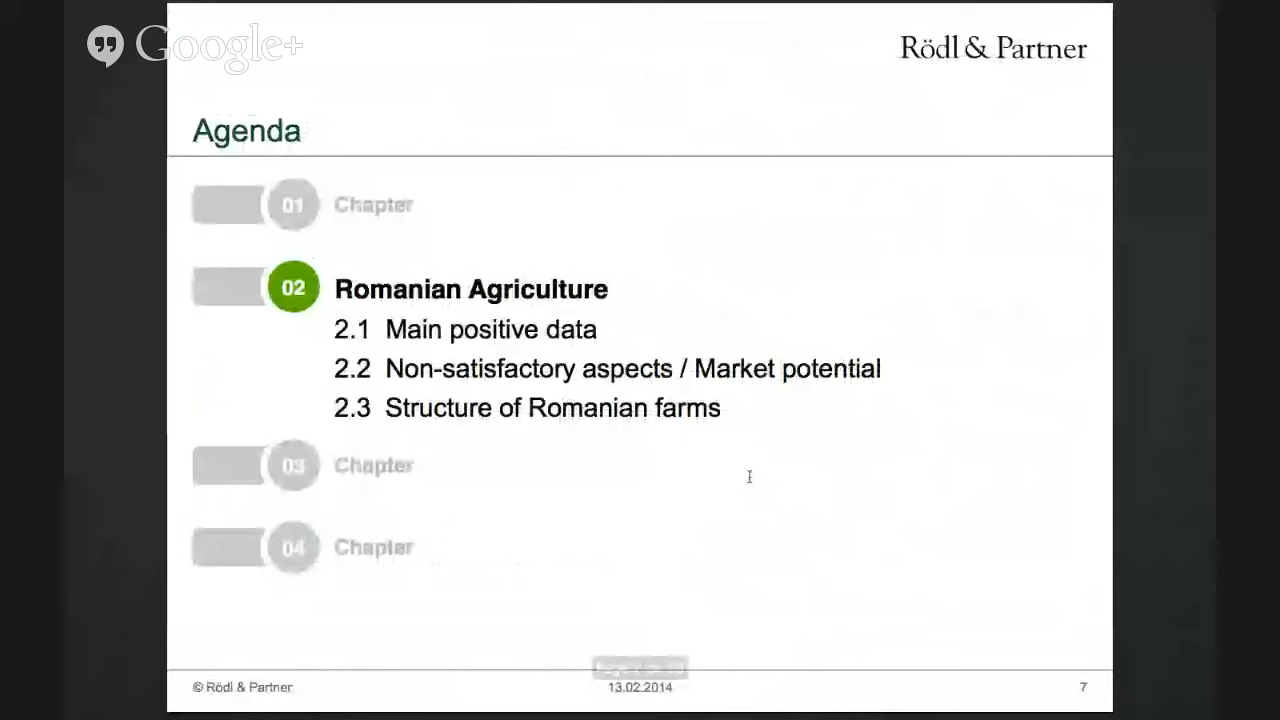 Google+
Rödl & Partner
Agenda
01 Chapter
02 Romanian Agriculture
2.1 Main positive data
2.2 Non-satisfactory aspects / Market potential
2.3 Structure of Romanian farms
03 Chapter
04 Chapter
© Rödl & Partner
13.02.2014
7